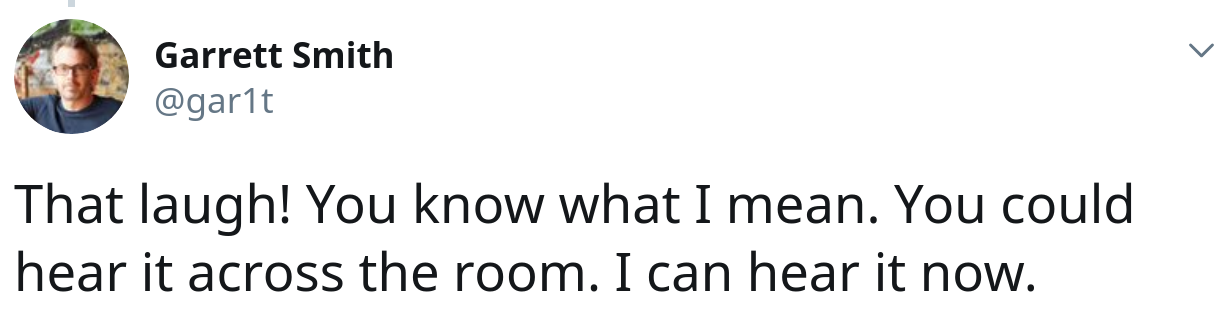 Garrett Smith
@gar1t
That laugh! You know what I mean. You could
hear it across the room. I can hear it now.